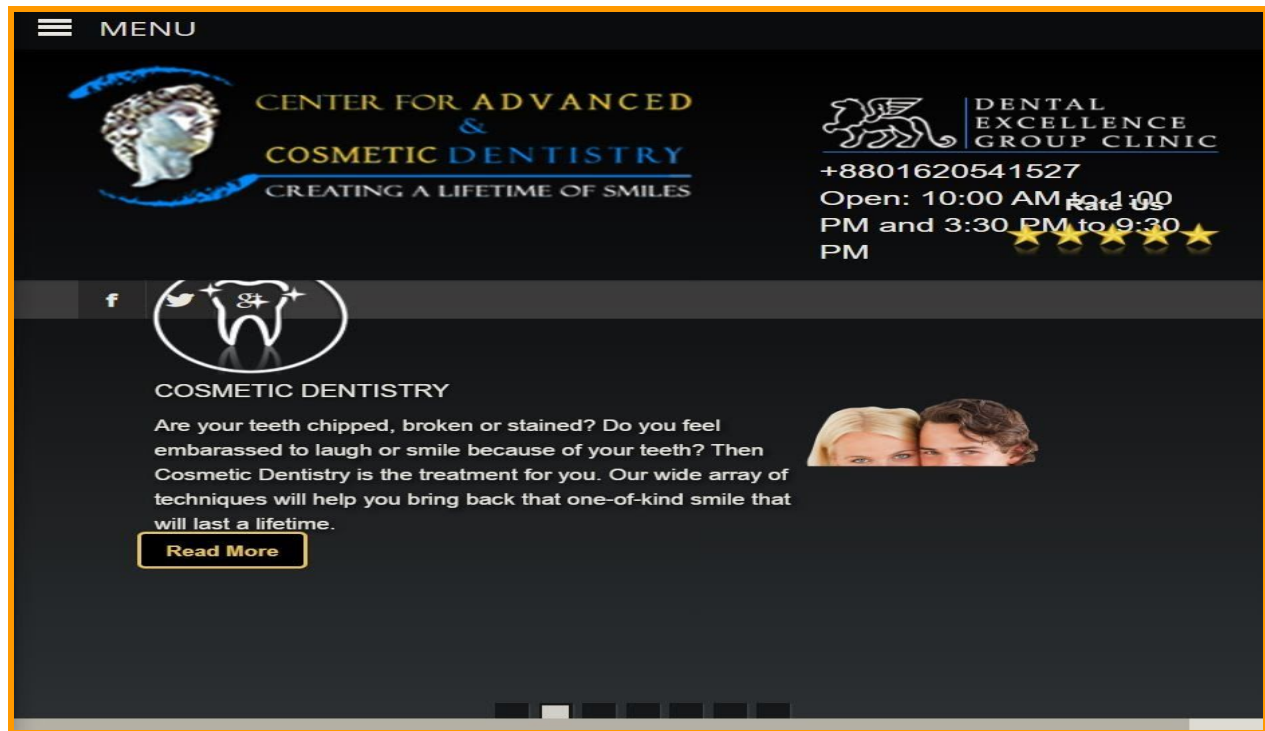 MENU
CENTER FOR ADVANCED
&
COSMETIC DENTISTRY
CREATING A LIFETIME OF SMILES
DENTAL
EXCELLENCE
GROUP CLINIC
+8801620541527
Open: 10:00 AM to 1:00
PM and 3:30 PM to 9:30
PM
Rate Us
f
g+
COSMETIC DENTISTRY
Are your teeth chipped, broken or stained? Do you feel
embarassed to laugh or smile because of your teeth? Then
Cosmetic Dentistry is the treatment for you. Our wide array of
techniques will help you bring back that one-of-kind smile that
will last a lifetime.
Read More